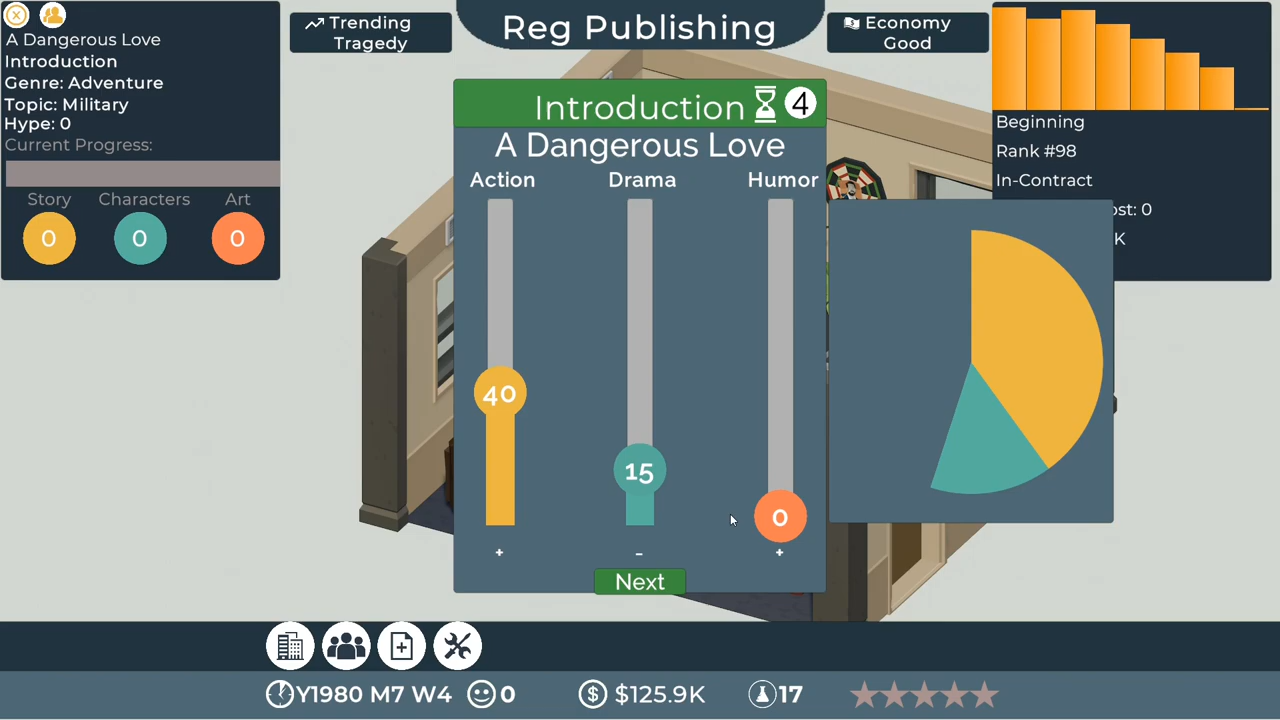 A Dangerous Love
Introduction
Genre: Adventure
Topic: Military
Hype: 0
Current Progress:
Story Characters Art
0 0 0
Trending
Tragedy
Reg Publishing
Economy
Good
Beginning
Rank #98
In-Contract
ost: 0
K
Introduction 4
A Dangerous Love
Action Drama Humor
40
15
0
+ - +
Next
Y1980 M7 W4 0 $125.9K 17